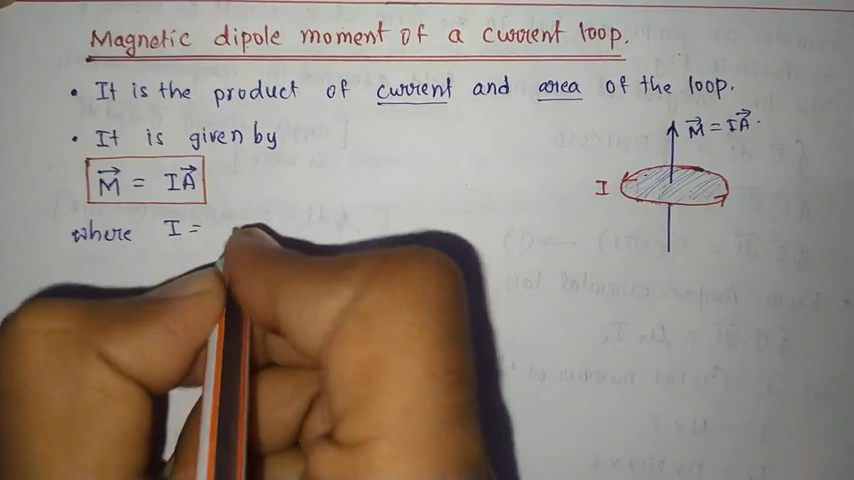 Magnetic dipole moment of a current loop.
• It is the product of current and area of the loop.
• It is given by
M⃗ = IA⃗
where I =
M⃗ = IA⃗.
I